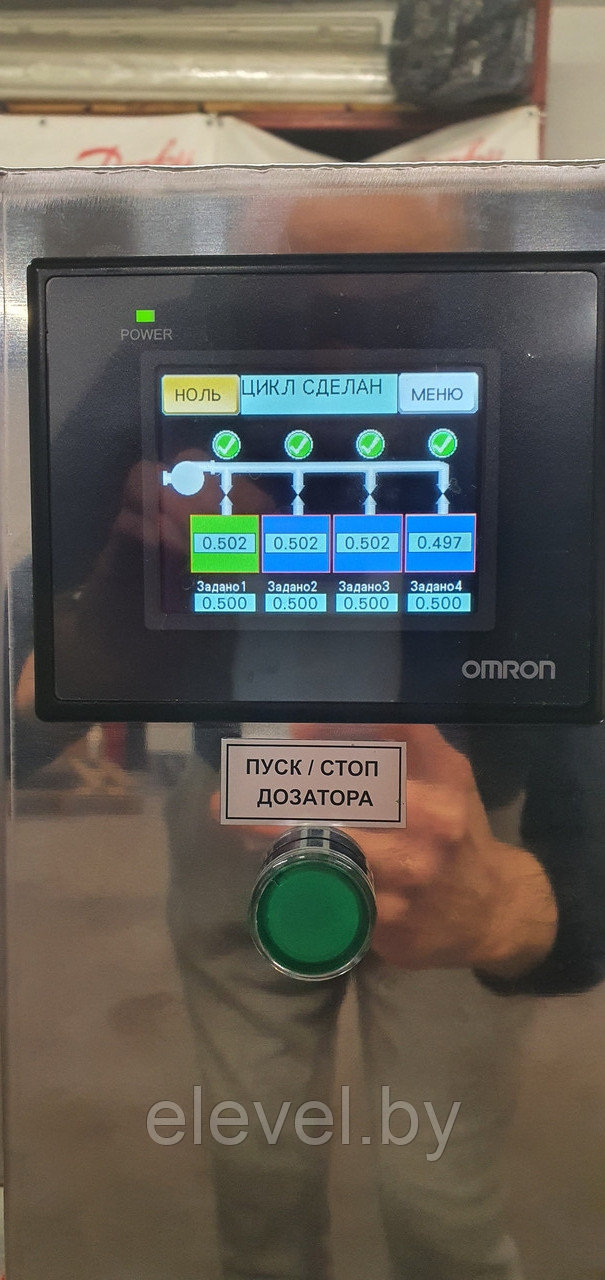 POWER
НОЛЬ
ЦИКЛ СДЕЛАН
МЕНЮ
0.502 0.502 0.502 0.497
Задано1 Задано2 Задано3 Задано4
0.500 0.500 0.500 0.500
OMRON
ПУСК / СТОП
ДОЗАТОРА
elevel.by